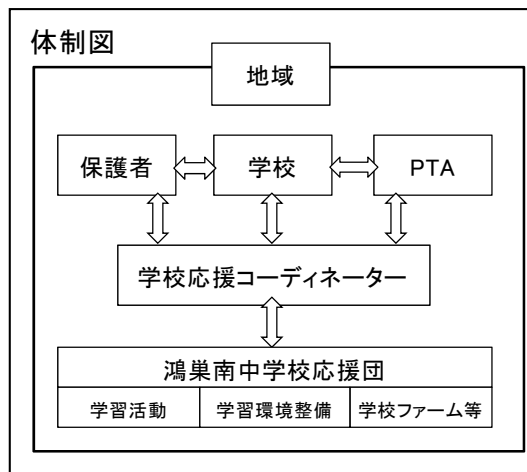 体制図
地域
保護者
学校
PTA
学校応援コーディネーター
鴻巣南中学校応援団
学習活動
学習環境整備
学校ファーム等